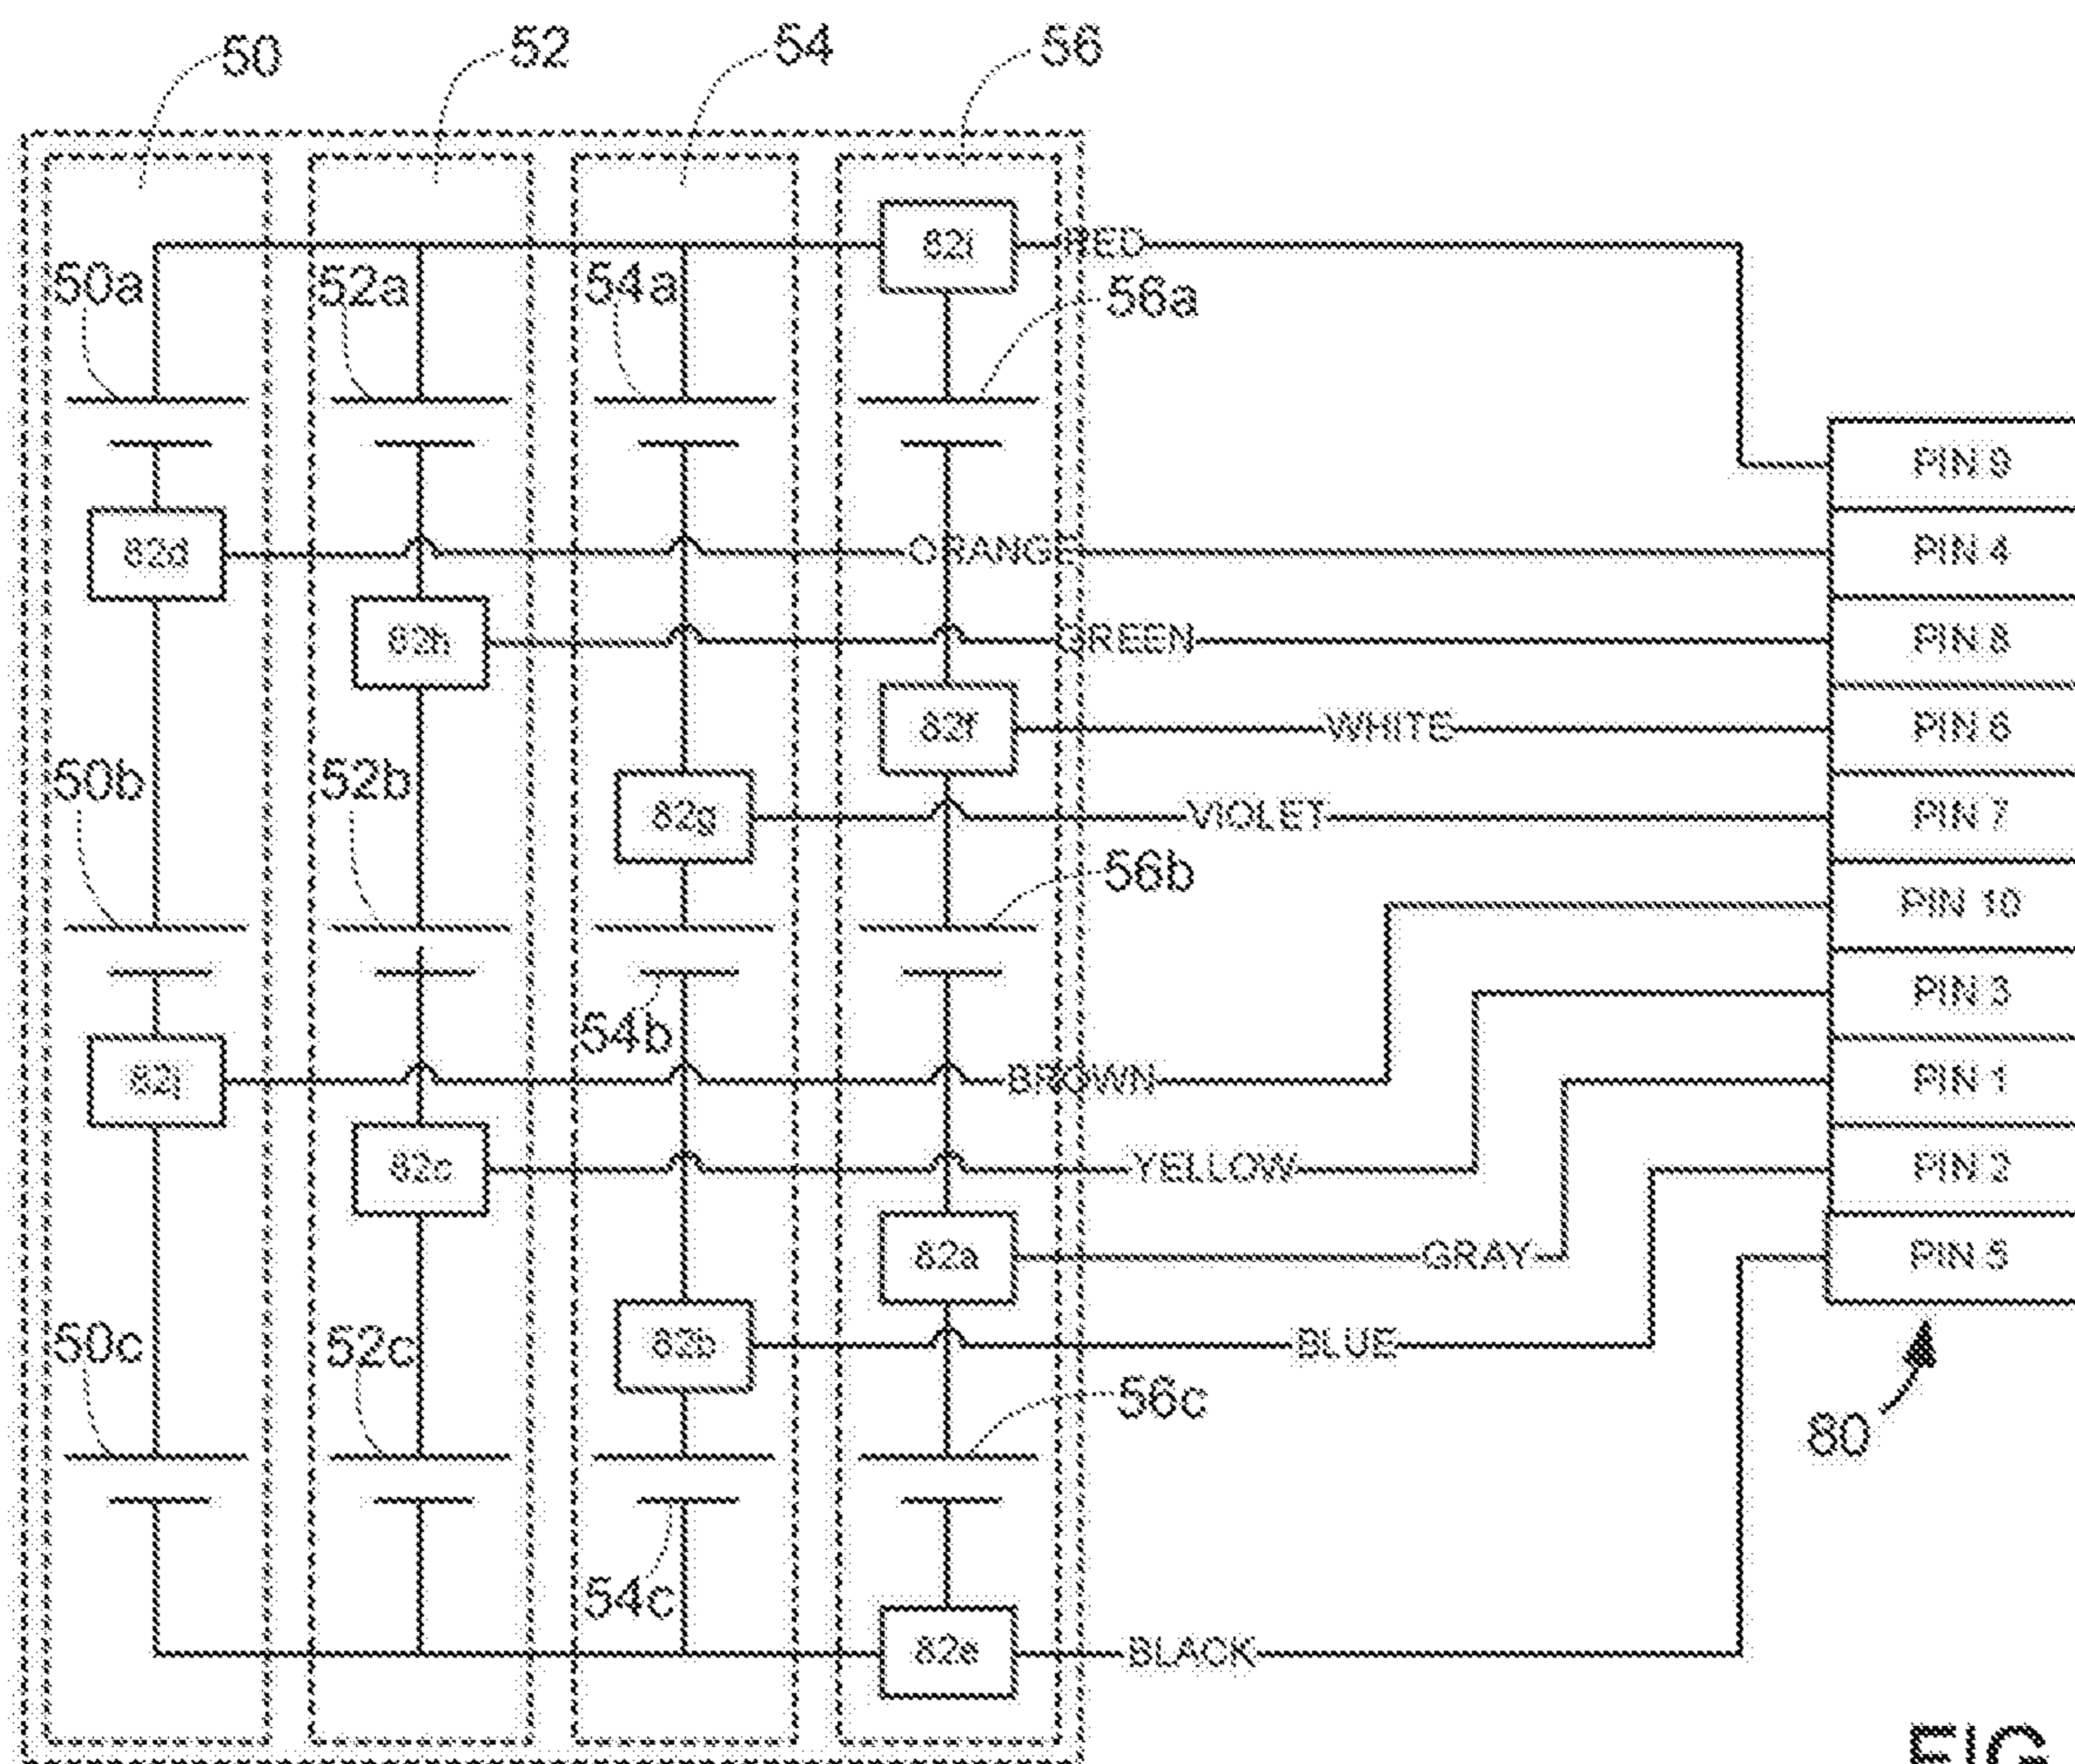 50 52 54 56
82i RED
50a 52a 54a 56a
PIN 9
82d ORANGE PIN 4
82h GREEN PIN 8
82f WHITE PIN 6
50b 52b
82g VIOLET PIN 7
56b
PIN 10
PIN 3
54b
82j BROWN PIN 1
82c YELLOW PIN 2
82a GRAY PIN 5
50c 52c 82b BLUE
56c
80
54c
82e BLACK
FIG